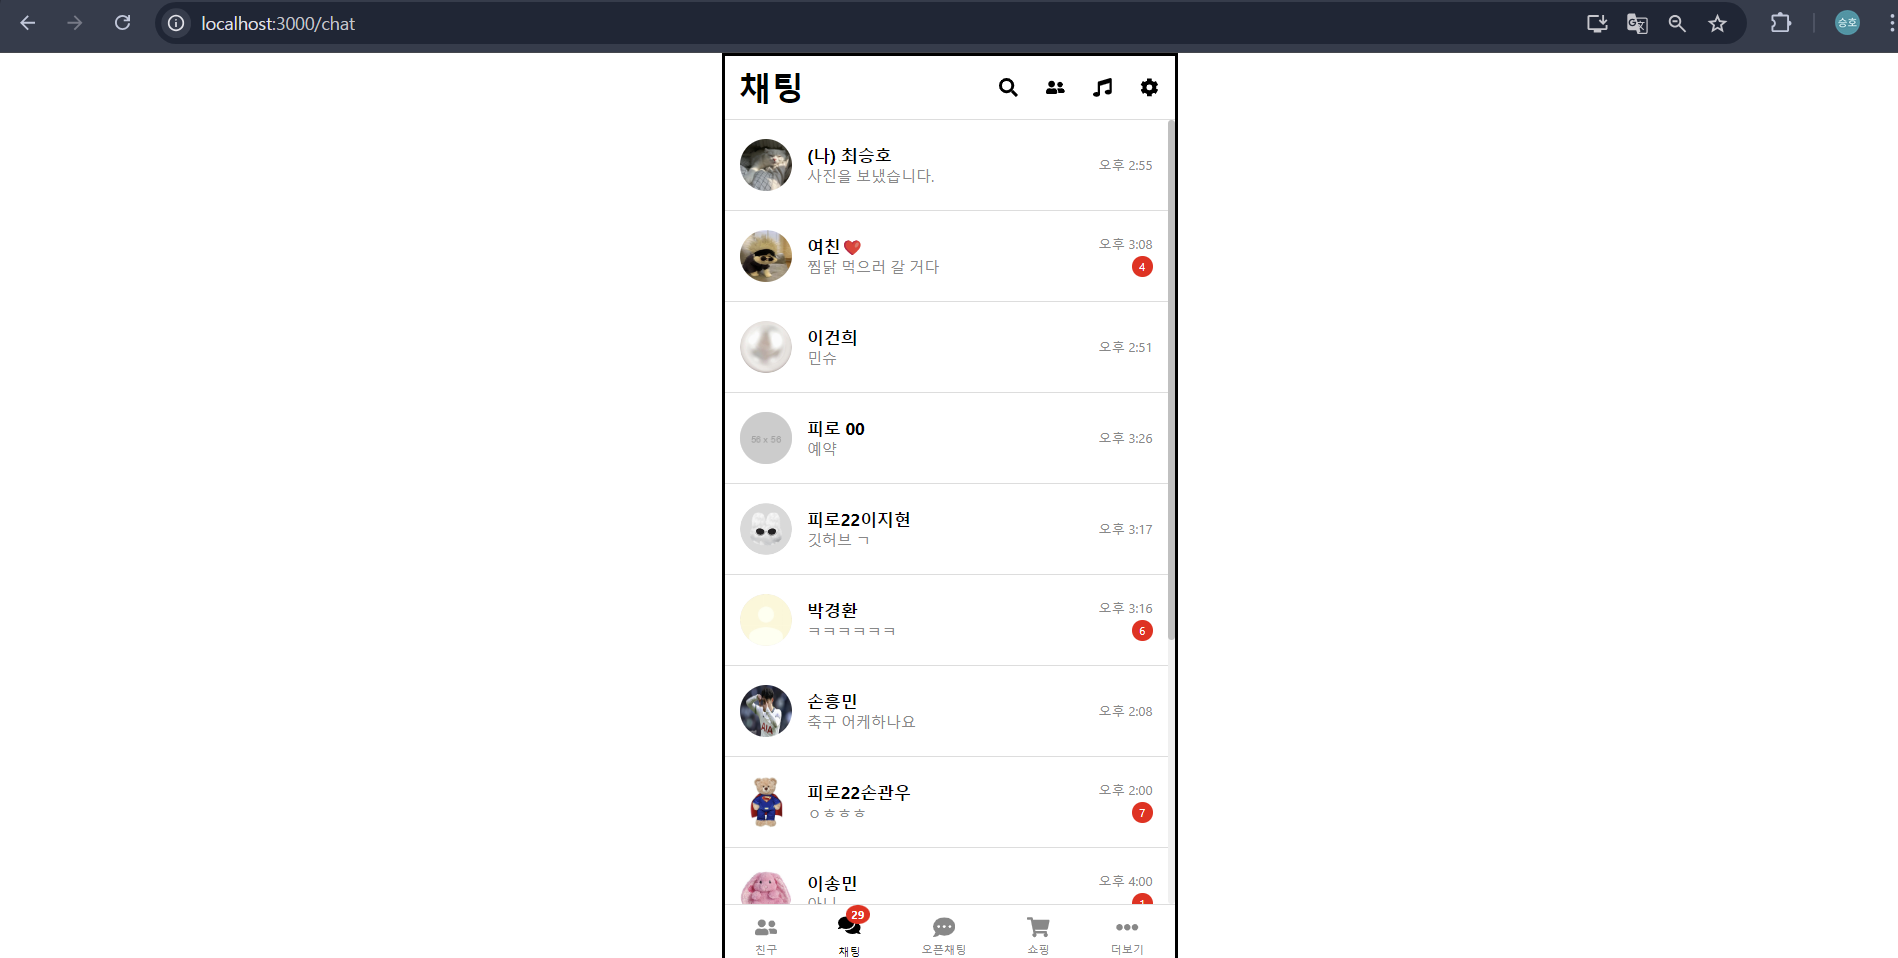 localhost:3000/chat
승호
채팅
(나) 최승호
사진을 보냈습니다.
오후 2:55
여친❤️
찜닭 먹으러 갈 거다
오후 3:08
4
이건희
민슈
오후 2:51
56 x 56
피로 00
예약
오후 3:26
피로22이지현
깃허브 ㄱ
오후 3:17
박경환
ㅋㅋㅋㅋㅋㅋ
오후 3:16
6
손흥민
축구 어케하나요
오후 2:08
피로22손관우
ㅇㅎㅎㅎ
오후 2:00
7
이송민
아니
오후 4:00
1
29
친구
채팅
오픈채팅
쇼핑
더보기